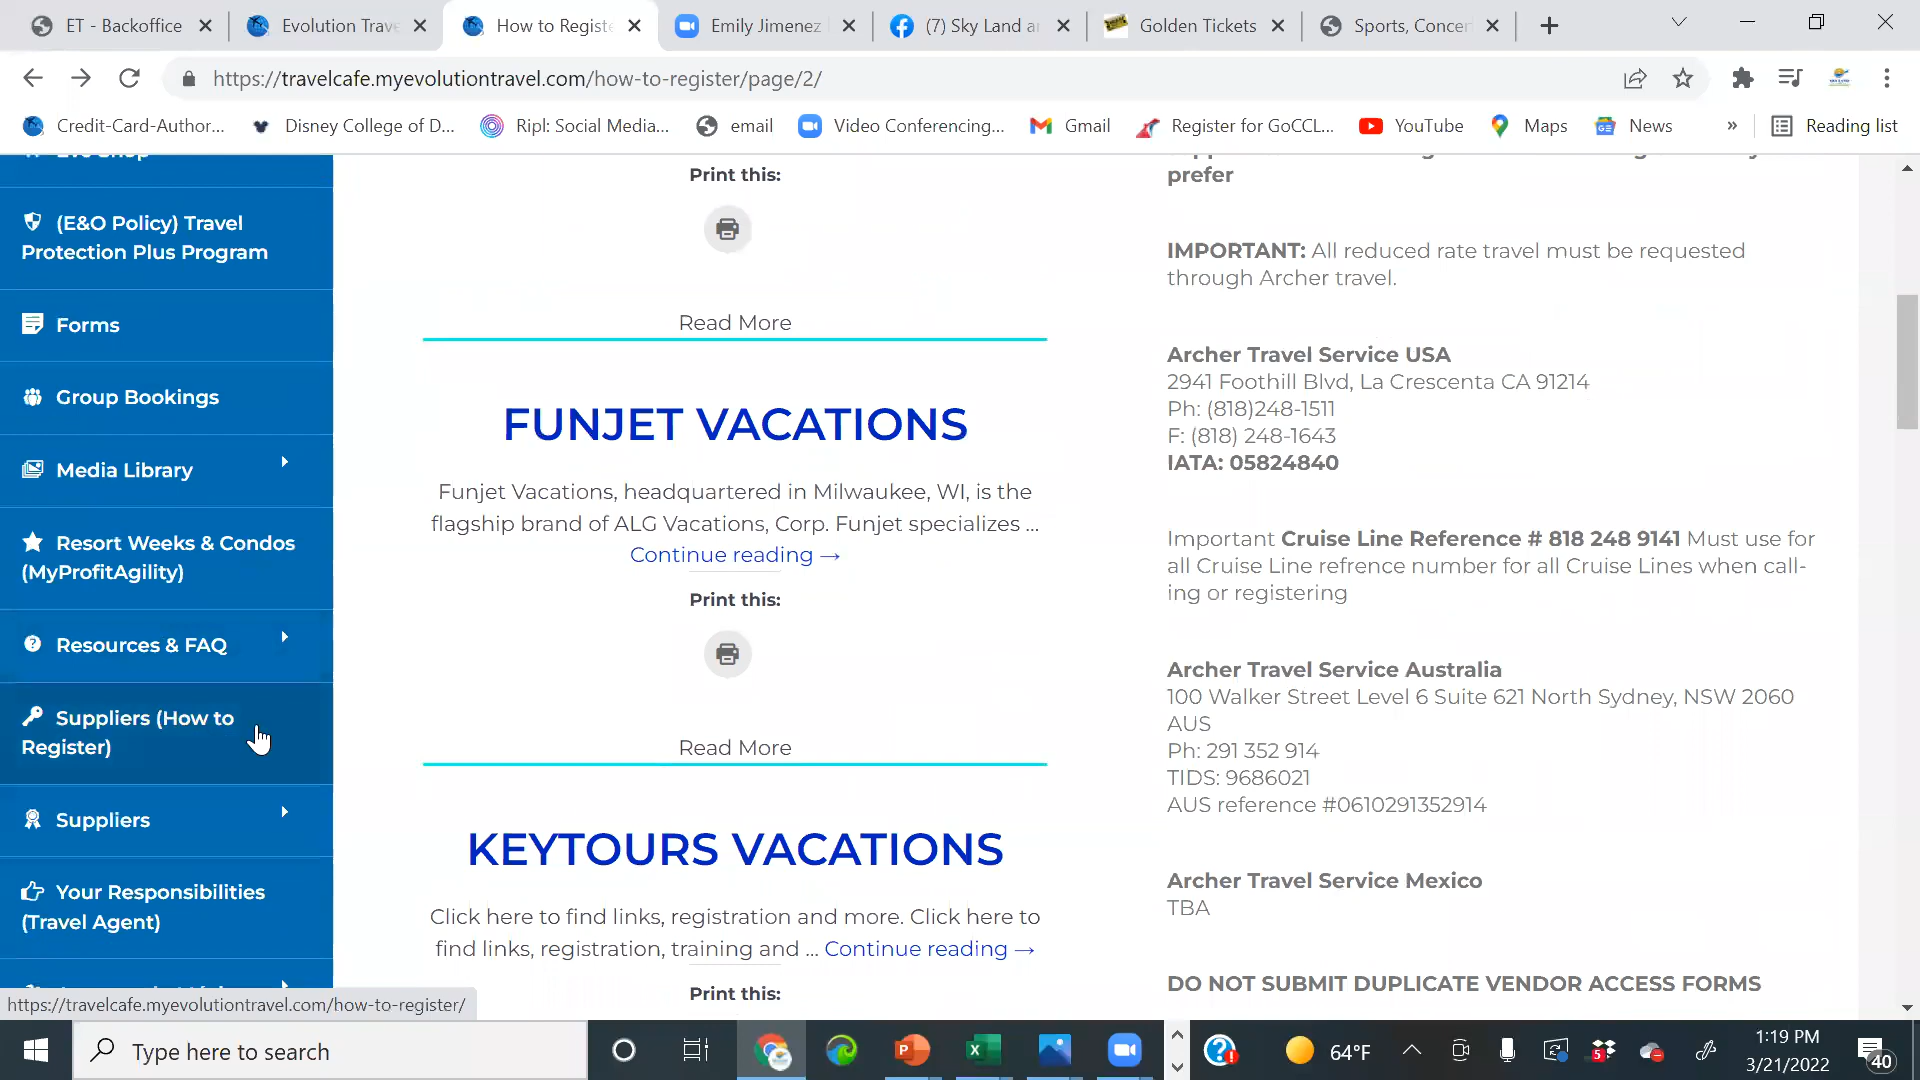 ET - Backoffice
Evolution Trave
How to Registe
Emily Jimenez
(7) Sky Land a
Golden Tickets
Sports, Concer
https://travelcafe.myevolutiontravel.com/how-to-register/page/2/
Credit-Card-Author...
Disney College of D...
Ripl: Social Media...
email
Video Conferencing...
Gmail
Register for GoCCL...
YouTube
Maps
News
»
Reading list
(E&O Policy) Travel
Protection Plus Program
Forms
Group Bookings
Media Library
Resort Weeks & Condos
(MyProfitAgility)
Resources & FAQ
Suppliers (How to
Register)
Suppliers
Your Responsibilities
(Travel Agent)
https://travelcafe.myevolutiontravel.com/how-to-register/
Print this:
Read More
FUNJET VACATIONS
Funjet Vacations, headquartered in Milwaukee, WI, is the
flagship brand of ALG Vacations, Corp. Funjet specializes ...
Continue reading →
Print this:
Read More
KEYTOURS VACATIONS
Click here to find links, registration and more. Click here to
find links, registration, training and ... Continue reading →
Print this:
prefer
IMPORTANT: All reduced rate travel must be requested
through Archer travel.
Archer Travel Service USA
2941 Foothill Blvd, La Crescenta CA 91214
Ph: (818)248-1511
F: (818) 248-1643
IATA: 05824840
Important Cruise Line Reference # 818 248 9141 Must use for
all Cruise Line refrence number for all Cruise Lines when call-
ing or registering
Archer Travel Service Australia
100 Walker Street Level 6 Suite 621 North Sydney, NSW 2060
AUS
Ph: 291 352 914
TIDS: 9686021
AUS reference #0610291352914
Archer Travel Service Mexico
TBA
DO NOT SUBMIT DUPLICATE VENDOR ACCESS FORMS
Type here to search
64°F
5
1:19 PM
3/21/2022
40